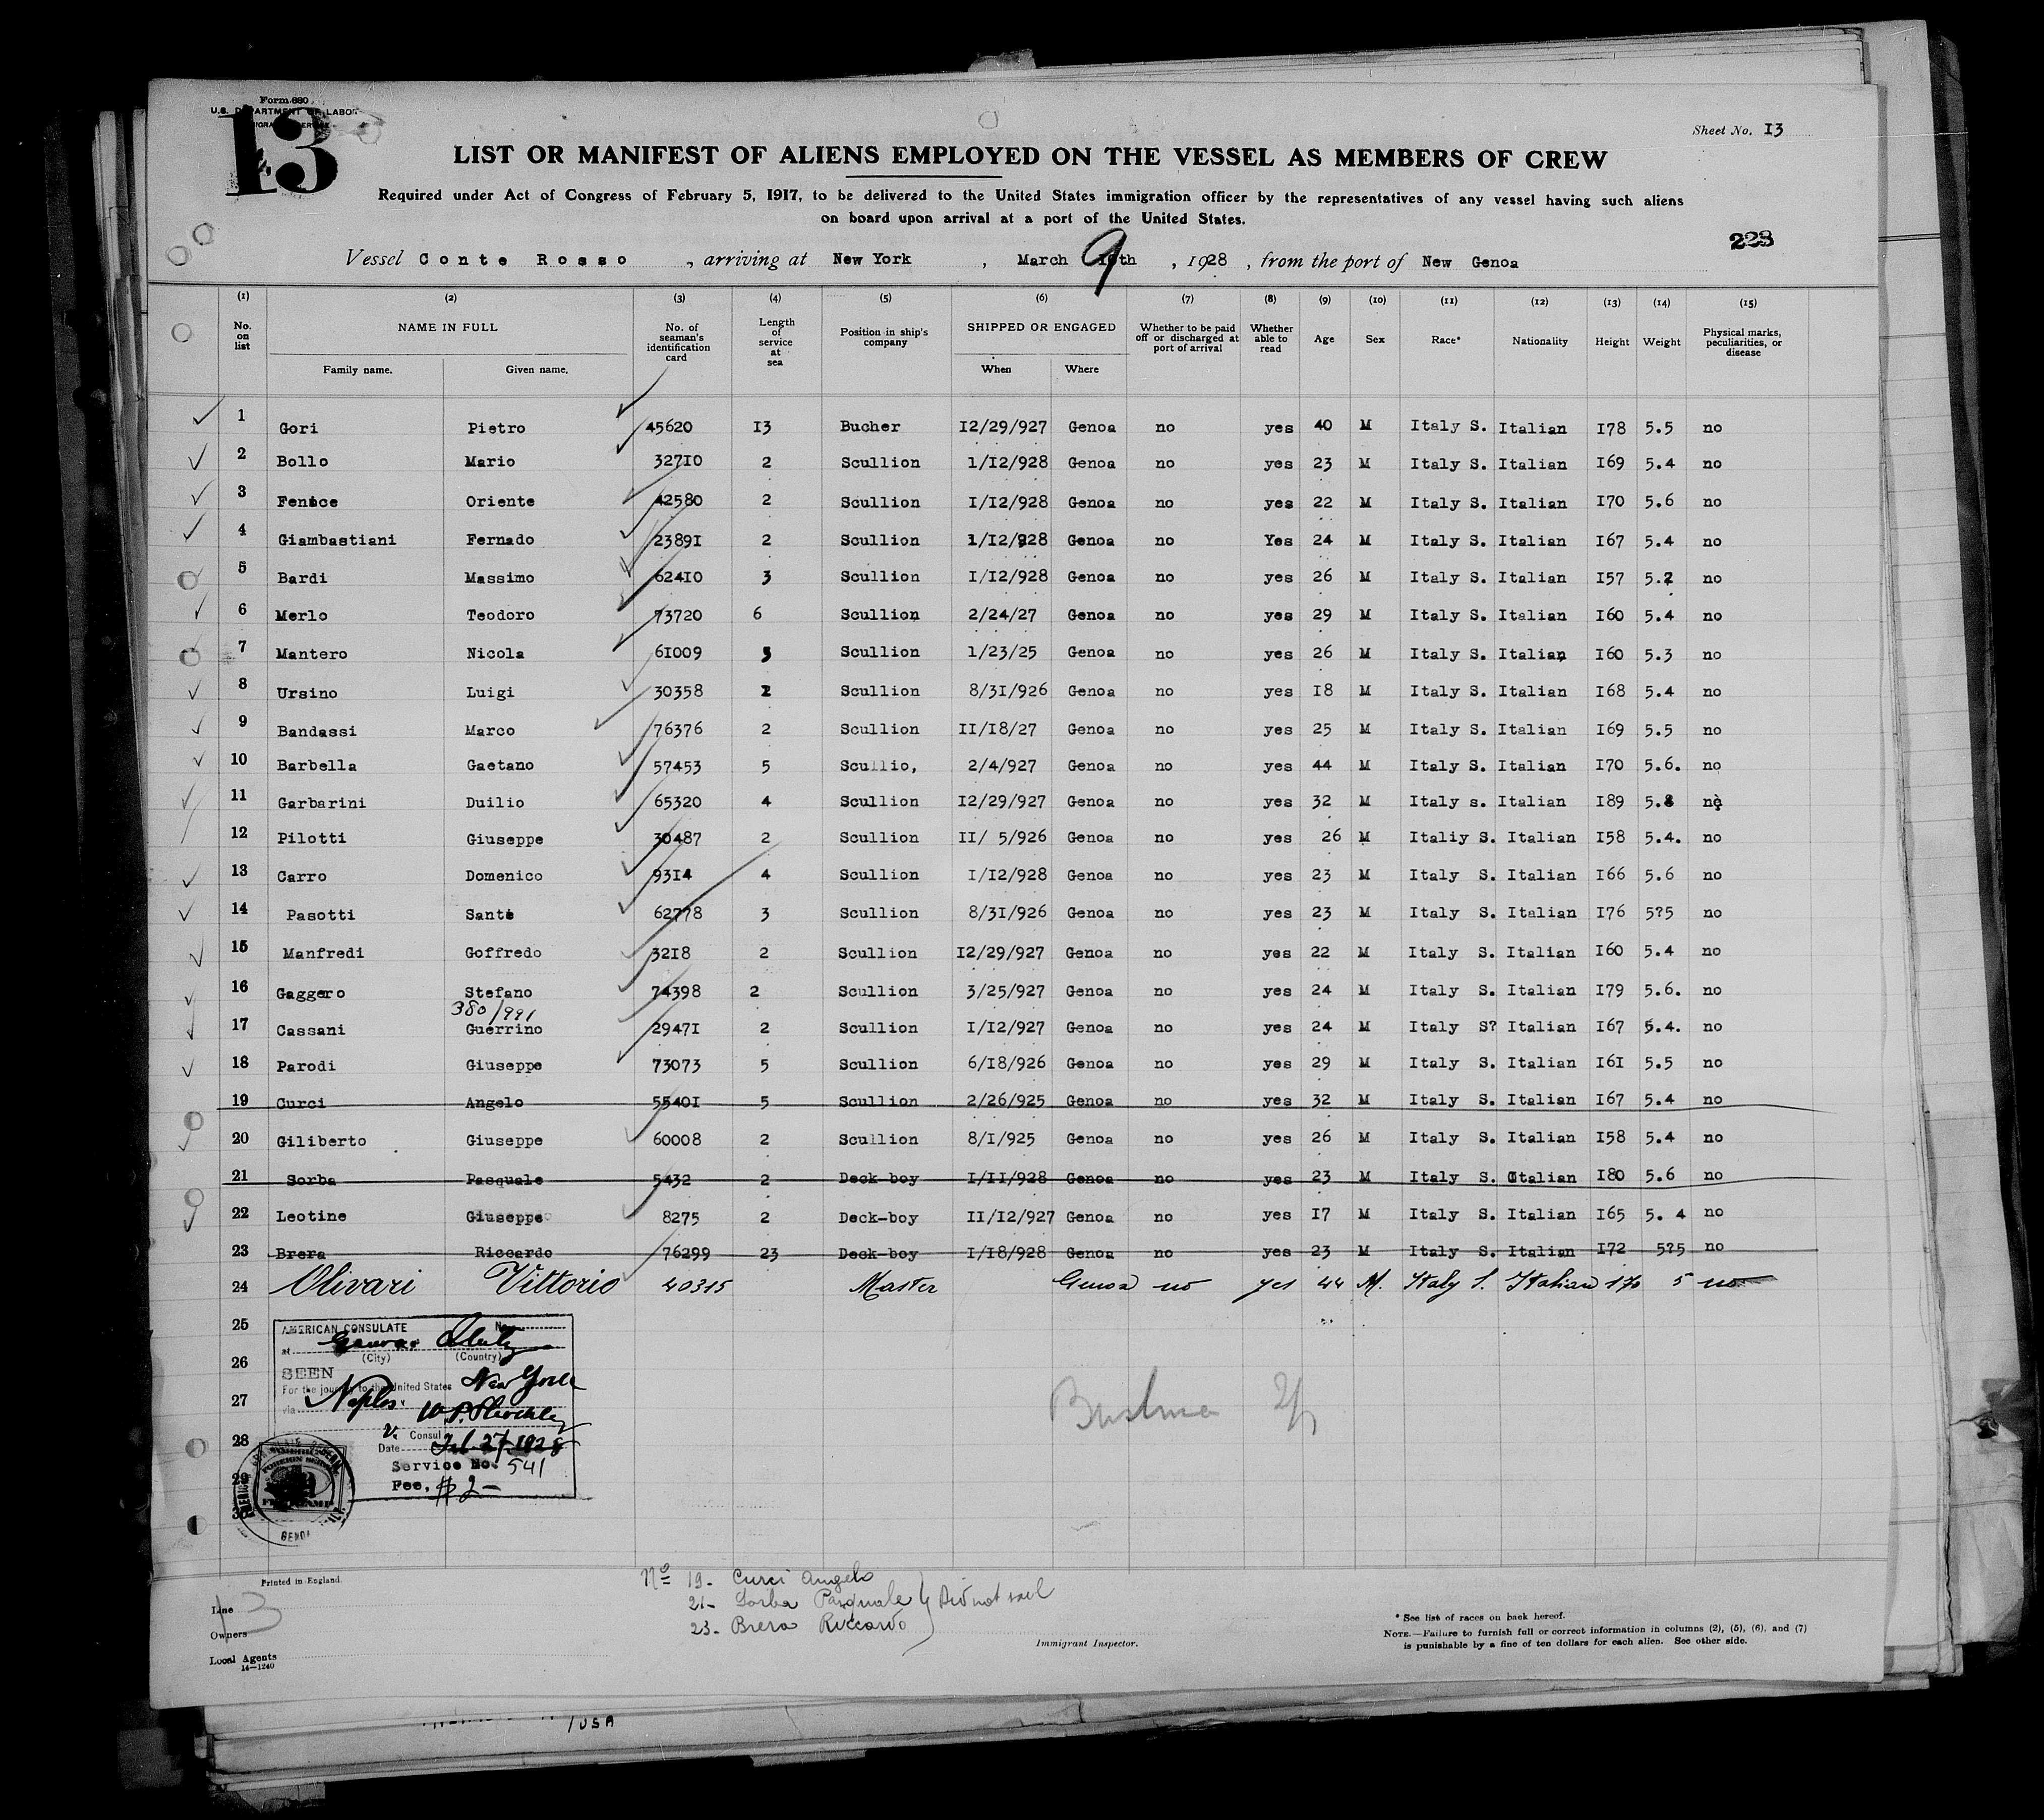 Form 680
U.S. DEPARTMENT OF LABOR
13
Sheet No. 13
LIST OR MANIFEST OF ALIENS EMPLOYED ON THE VESSEL AS MEMBERS OF CREW
Required under Act of Congress of February 5, 1917, to be delivered to the United States immigration officer by the representatives of any vessel having such aliens
on board upon arrival at a port of the United States.
223
Vessel Conte Rosso, arriving at New York, March 9 10th, 1928, from the port of New Genoa
(1) (2) (3) (4) (5) (6) (7) (8) (9) (10) (11) (12) (13) (14) (15)
No. on list NAME IN FULL Family name. Given name. No. of seaman's identification card Length of service at sea Position in ship's company SHIPPED OR ENGAGED When Where Whether to be paid off or discharged at port of arrival Whether able to read Age Sex Race* Nationality Height Weight Physical marks, peculiarities, or disease
1 Gori Pietro 45620 13 Bucher 12/29/927 Genoa no yes 40 M Italy S. Italian 178 5.5 no
2 Bollo Mario 32710 2 Scullion 1/12/928 Genoa no yes 23 M Italy S. Italian 169 5.4 no
3 Fenice Oriente 42580 2 Scullion 1/12/928 Genoa no yes 22 M Italy S. Italian 170 5.6 no
4 Giambastiani Fernado 23891 2 Scullion 1/12/928 Genoa no Yes 24 M Italy S. Italian 167 5.4 no
5 Bardi Massimo 62410 3 Scullion 1/12/928 Genoa no yes 26 M Italy S. Italian 157 5.2 no
6 Merlo Teodoro 73720 6 Scullion 2/24/27 Genoa no yes 29 M Italy S. Italian 160 5.4 no
7 Mantero Nicola 61009 3 Scullion 1/23/25 Genoa no yes 26 M Italy S. Italian 160 5.3 no
8 Ursino Luigi 30358 2 Scullion 8/31/926 Genoa no yes 18 M Italy S. Italian 168 5.4 no
9 Bandassi Marco 76376 2 Scullion 11/18/27 Genoa no yes 25 M Italy S. Italian 169 5.5 no
10 Barbella Gaetano 57453 5 Scullio, 2/4/927 Genoa no yes 44 M Italy S. Italian 170 5.6. no
11 Garbarini Duilio 65320 4 Scullion 12/29/927 Genoa no yes 32 M Italy s. Italian 189 5.8 no
12 Pilotti Giuseppe 30487 2 Scullion 11/ 5/926 Genoa no yes 26 M Italiy S. Italian 158 5.4. no
13 Carro Domenico 9314 4 Scullion 1/12/928 Genoa no yes 23 M Italy S. Italian 166 5.6 no
14 Pasotti Sante 62778 3 Scullion 8/31/926 Genoa no yes 23 M Italy S. Italian 176 5?5 no
15 Manfredi Goffredo 3218 2 Scullion 12/29/927 Genoa no yes 22 M Italy S. Italian 160 5.4 no
16 Gaggero Stefano 74398 2 Scullion 3/25/927 Genoa no yes 24 M Italy S. Italian 179 5.6. no
380/991
17 Cassani Guerrino 29471 2 Scullion 1/12/927 Genoa no yes 24 M Italy S? Italian 167 5.4. no
18 Parodi Giuseppe 73073 5 Scullion 6/18/926 Genoa no yes 29 M Italy S. Italian 161 5.5 no
19 Curci Angelo 55401 5 Scullion 2/26/925 Genoa no yes 32 M Italy S. Italian 167 5.4 no
20 Giliberto Giuseppe 60008 2 Scullion 8/1/925 Genoa no yes 26 M Italy S. Italian 158 5.4 no
21 Sorba Pasquale 5432 2 Deck-boy 1/11/928 Genoa no yes 23 M Italy S. Italian 180 5.6 no
22 Leotine Giuseppe 8275 2 Deck-boy 11/12/927 Genoa no yes 17 M Italy S. Italian 165 5. 4 no
23 Brera Riccardo 76299 23 Deck-boy 1/18/928 Genoa no yes 23 M Italy S. Italian 172 5?5 no
24 Olivari Vittorio 40315 Master Genoa no yes 44 M. Italy S. Italian 170 5 no
25
26
27
28
29
30
AMERICAN CONSULATE No.
at Genoa Italy
(City) (Country)
SEEN
For the journey to the United States New York
via Naples
V. Consul
Date Feb. 27, 1928
Service No. 541
Fee, $2-
GENOA
Printed in England.
13
Line
Owners
Local Agents
14—1240
No 19- Curci Angelo
21- Sorba Pasquale } Did not sail
23- Brera Riccardo
Immigrant Inspector.
* See list of races on back hereof.
NOTE.—Failure to furnish full or correct information in columns (2), (5), (6), and (7)
is punishable by a fine of ten dollars for each alien. See other side.
/USA